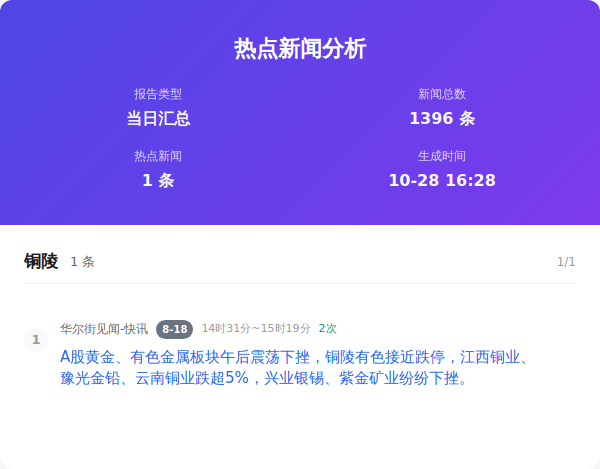 热点新闻分析
报告类型
当日汇总
新闻总数
1396 条
热点新闻
1 条
生成时间
10-28 16:28
铜陵 1 条 1/1
1
华尔街见闻-快讯 8-18 14时31分~15时19分 2次
A股黄金、有色金属板块午后震荡下挫，铜陵有色接近跌停，江西铜业、
豫光金铅、云南铜业跌超5%，兴业银锡、紫金矿业纷纷下挫。